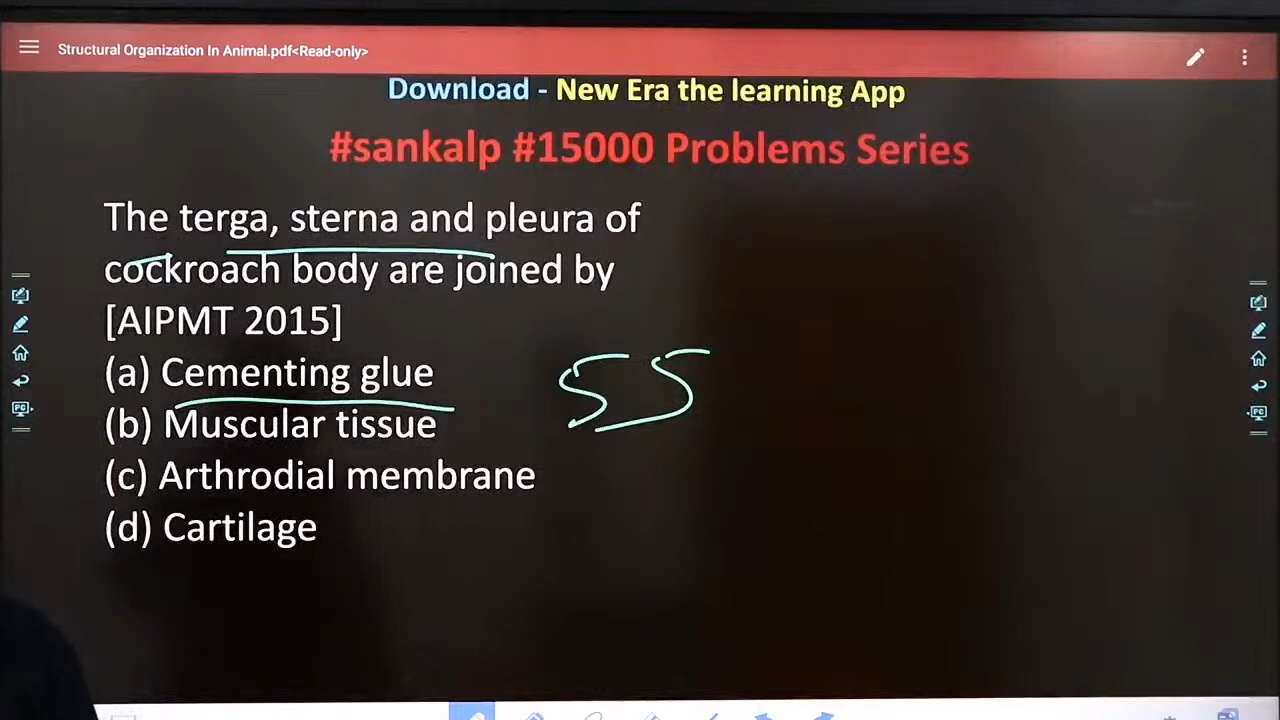 Structural Organization In Animal.pdf<Read-only>
Download - New Era the learning App
#sankalp #15000 Problems Series
The terga, sterna and pleura of
cockroach body are joined by
[AIPMT 2015]
(a) Cementing glue
(b) Muscular tissue
(c) Arthrodial membrane
(d) Cartilage
55